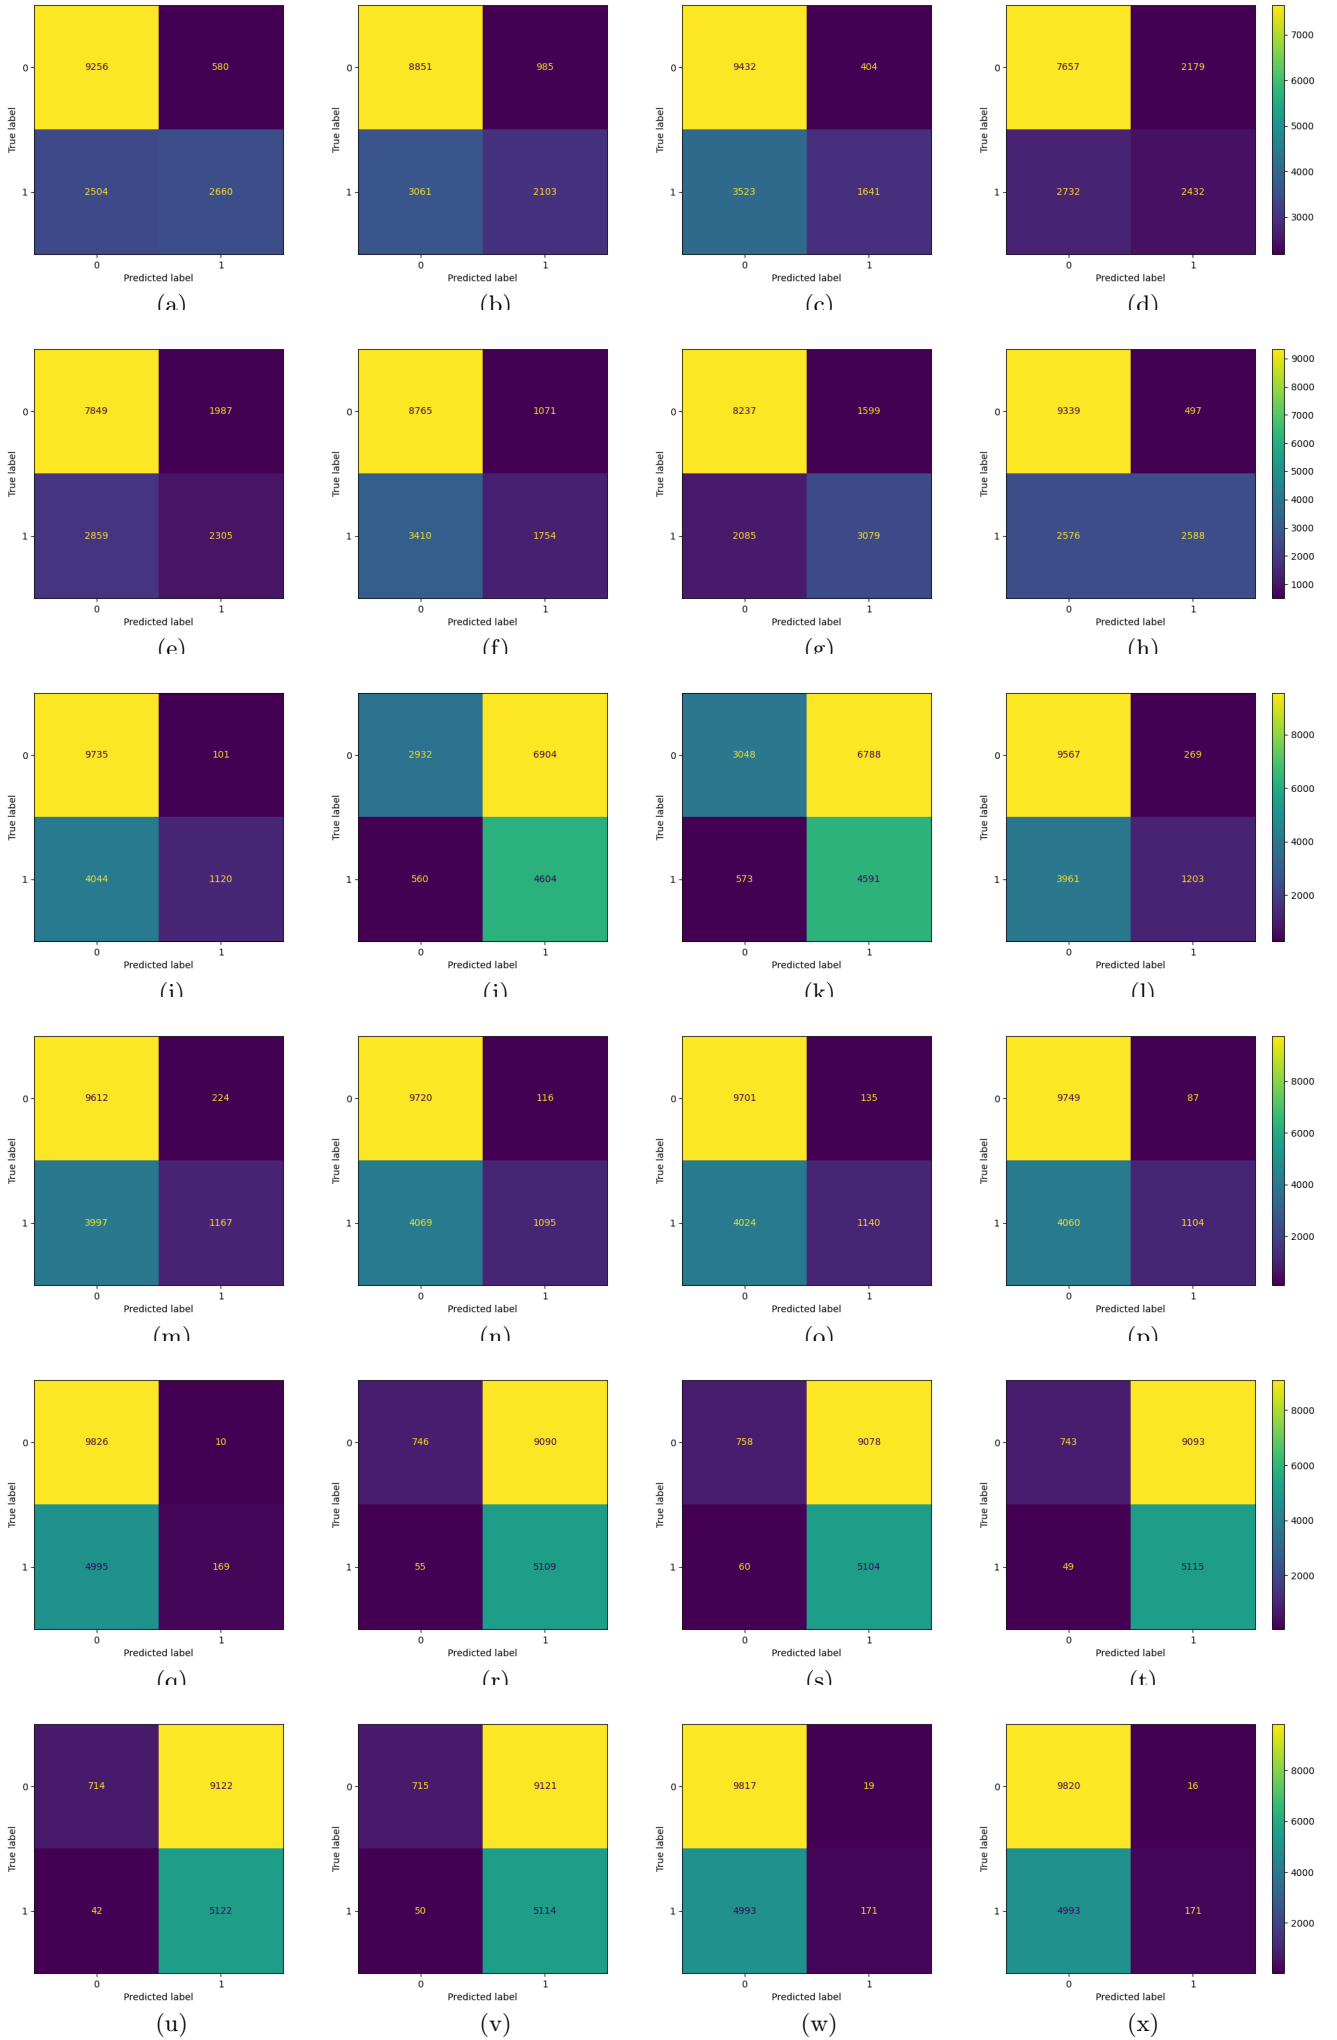 0 9256 580 0 8851 985 0 9432 404 0 7657 2179
True label True label True label True label
1 2504 2660 1 3061 2103 1 3523 1641 1 2732 2432
7000
6000
5000
4000
3000
0 1 0 1 0 1 0 1
Predicted label Predicted label Predicted label Predicted label
(a) (b) (c) (d)
0 7849 1987 0 8765 1071 0 8237 1599 0 9339 497
True label True label True label True label
1 2859 2305 1 3410 1754 1 2085 3079 1 2576 2588
9000
8000
7000
6000
5000
4000
3000
2000
1000
0 1 0 1 0 1 0 1
Predicted label Predicted label Predicted label Predicted label
(e) (f) (g) (h)
0 9735 101 0 2932 6904 0 3048 6788 0 9567 269
True label True label True label True label
1 4044 1120 1 560 4604 1 573 4591 1 3961 1203
8000
6000
4000
2000
0 1 0 1 0 1 0 1
Predicted label Predicted label Predicted label Predicted label
(i) (j) (k) (l)
0 9612 224 0 9720 116 0 9701 135 0 9749 87
True label True label True label True label
1 3997 1167 1 4069 1095 1 4024 1140 1 4060 1104
8000
6000
4000
2000
0 1 0 1 0 1 0 1
Predicted label Predicted label Predicted label Predicted label
(m) (n) (o) (p)
0 9826 10 0 746 9090 0 758 9078 0 743 9093
True label True label True label True label
1 4995 169 1 55 5109 1 60 5104 1 49 5115
8000
6000
4000
2000
0 1 0 1 0 1 0 1
Predicted label Predicted label Predicted label Predicted label
(q) (r) (s) (t)
0 714 9122 0 715 9121 0 9817 19 0 9820 16
True label True label True label True label
1 42 5122 1 50 5114 1 4993 171 1 4993 171
8000
6000
4000
2000
0 1 0 1 0 1 0 1
Predicted label Predicted label Predicted label Predicted label
(u) (v) (w) (x)